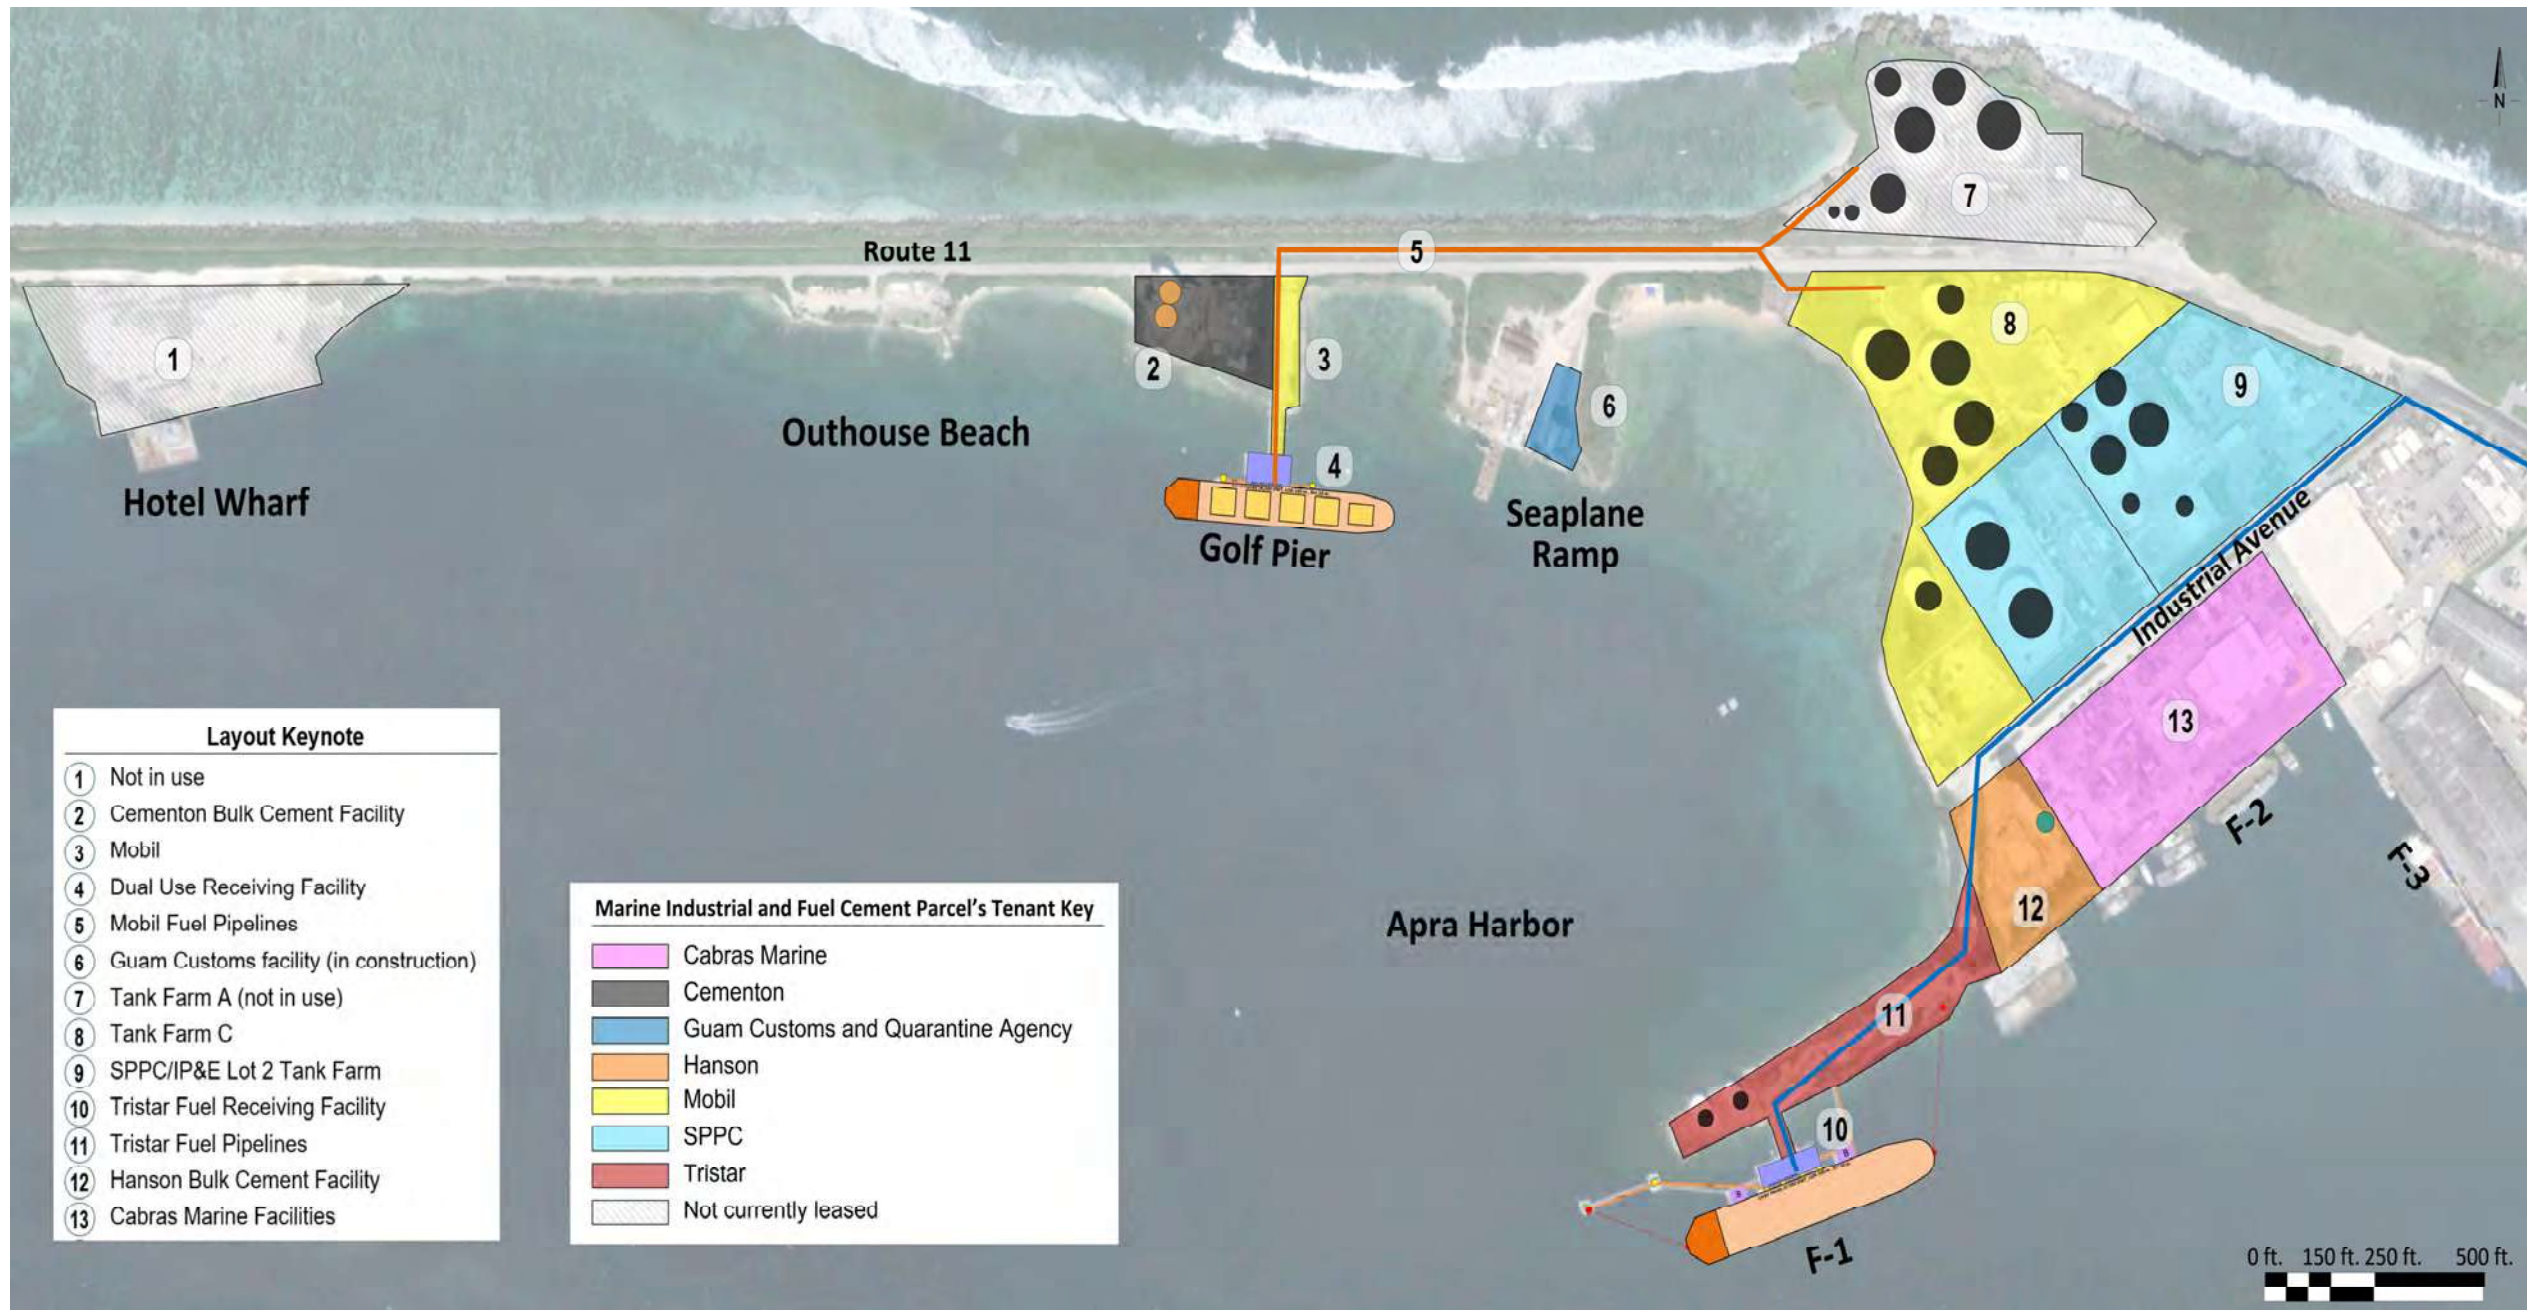 N
7
Route 11
5
8
1
2
3
9
6
4
Outhouse Beach
Hotel Wharf
Seaplane
Ramp
Golf Pier
Industrial Avenue
13
F-2
F-3
12
Apra Harbor
11
10
B
B
F-1
Layout Keynote
1 Not in use
2 Cementon Bulk Cement Facility
3 Mobil
4 Dual Use Receiving Facility
5 Mobil Fuel Pipelines
6 Guam Customs facility (in construction)
7 Tank Farm A (not in use)
8 Tank Farm C
9 SPPC/IP&E Lot 2 Tank Farm
10 Tristar Fuel Receiving Facility
11 Tristar Fuel Pipelines
12 Hanson Bulk Cement Facility
13 Cabras Marine Facilities
Marine Industrial and Fuel Cement Parcel's Tenant Key
Cabras Marine
Cementon
Guam Customs and Quarantine Agency
Hanson
Mobil
SPPC
Tristar
Not currently leased
0 ft. 150 ft. 250 ft. 500 ft.